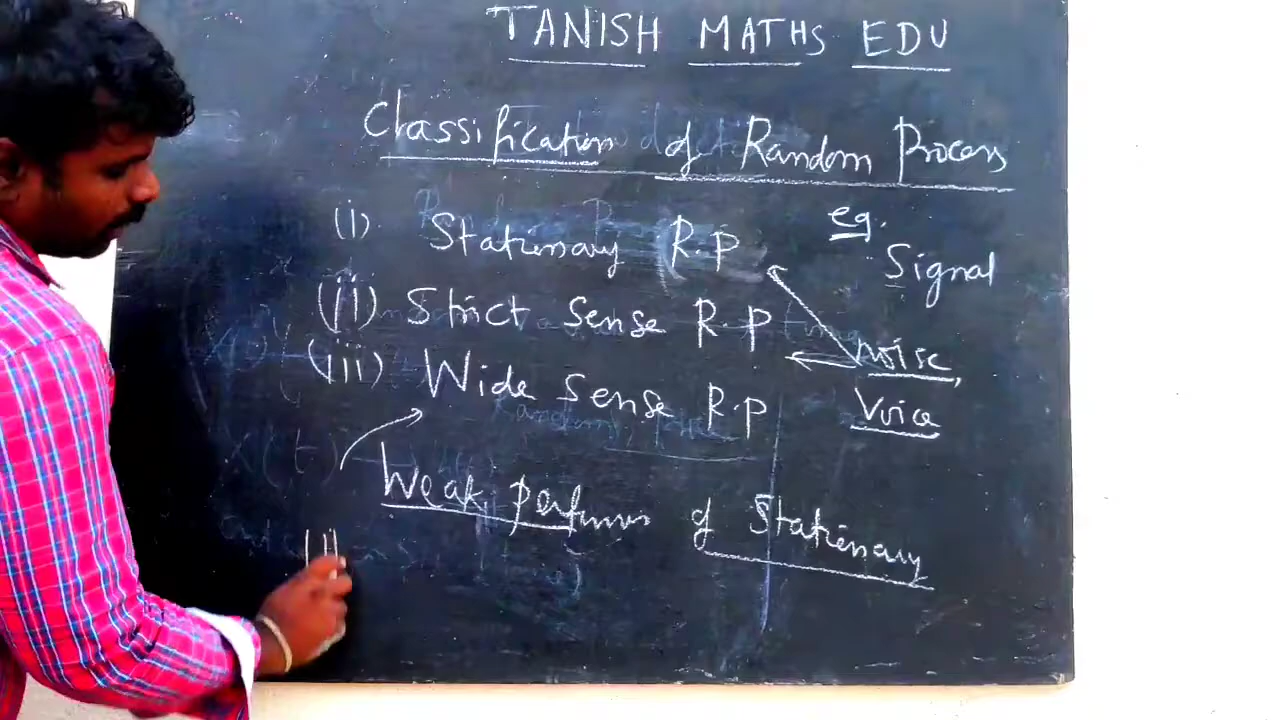 TANISH MATHS EDU
Classification of Random Process
(i) Stationary R.P
eg.
Signal
(ii) Strict Sense R.P
noise,
(iii) Wide Sense R.P
Voice
Weak of Stationary